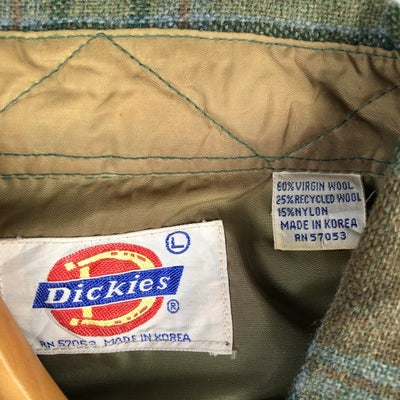 60% VIRGIN WOOL
25% RECYCLED WOOL
15% NYLON
MADE IN KOREA
RN 57053
L
Dickies
®
RN 57053 MADE IN KOREA